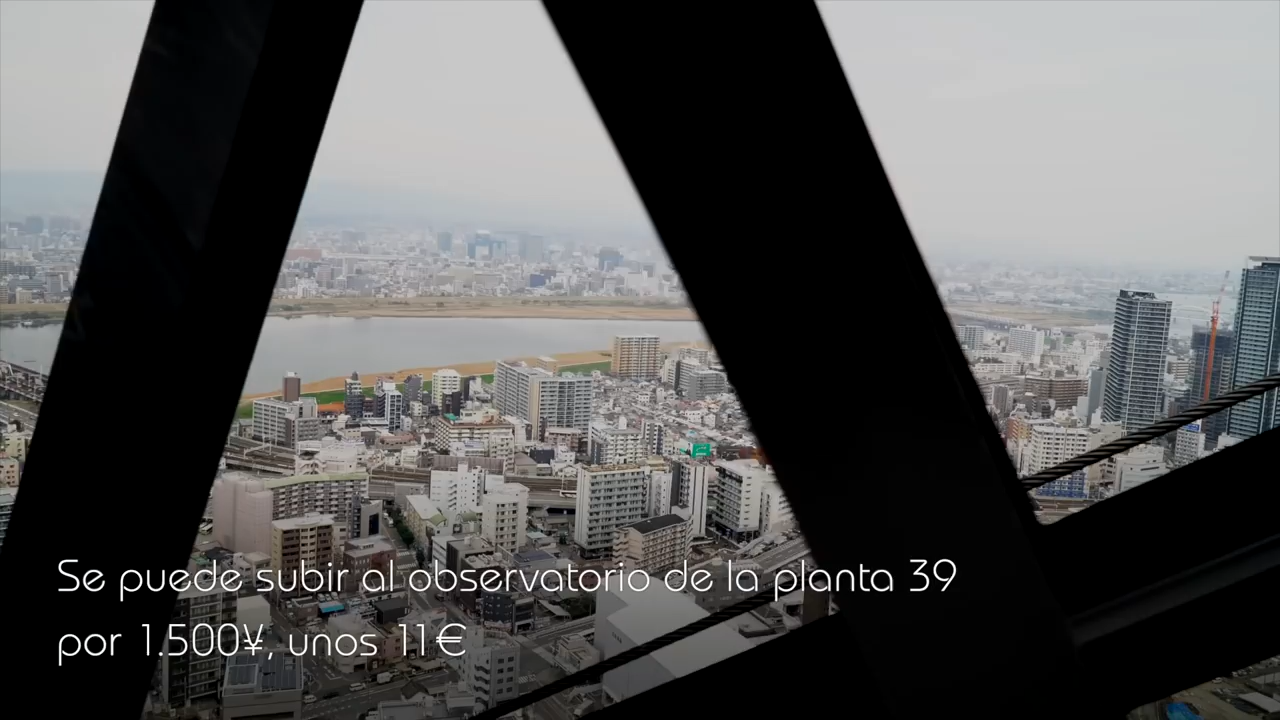 Se puede subir al observatorio de la planta 39
por 1.500¥, unos 11€